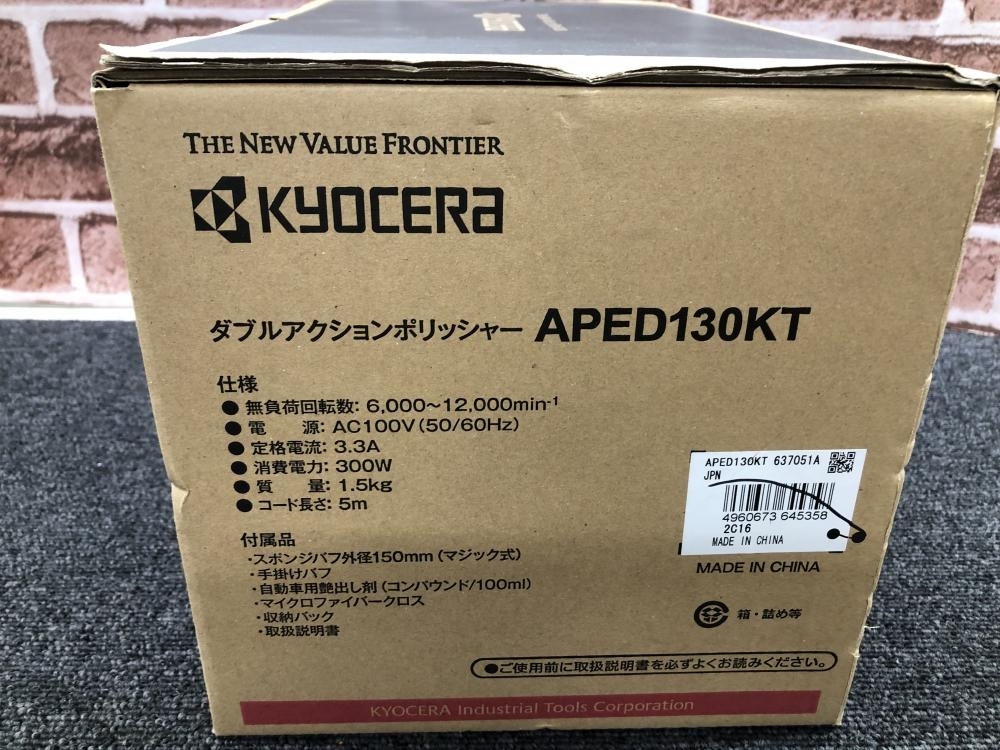 THE NEW VALUE FRONTIER
KYOCERA
ダブルアクションポリッシャー APED130KT
仕様
●無負荷回転数: 6,000～12,000min-¹
●電　源: AC100V(50/60Hz)
●定格電流: 3.3A
●消費電力: 300W
●質　量: 1.5kg
●コード長さ: 5m
付属品
・スポンジバフ外径150mm(マジック式)
・手掛けバフ
・自動車用艶出し剤(コンパウンド/100ml)
・マイクロファイバークロス
・収納バック
・取扱説明書
APED130KT 637051A
JPN
4960673 645358
2C16
MADE IN CHINA
MADE IN CHINA
箱・詰め等
●ご使用前に取扱説明書を必ずよくお読みください。
KYOCERA Industrial Tools Corporation